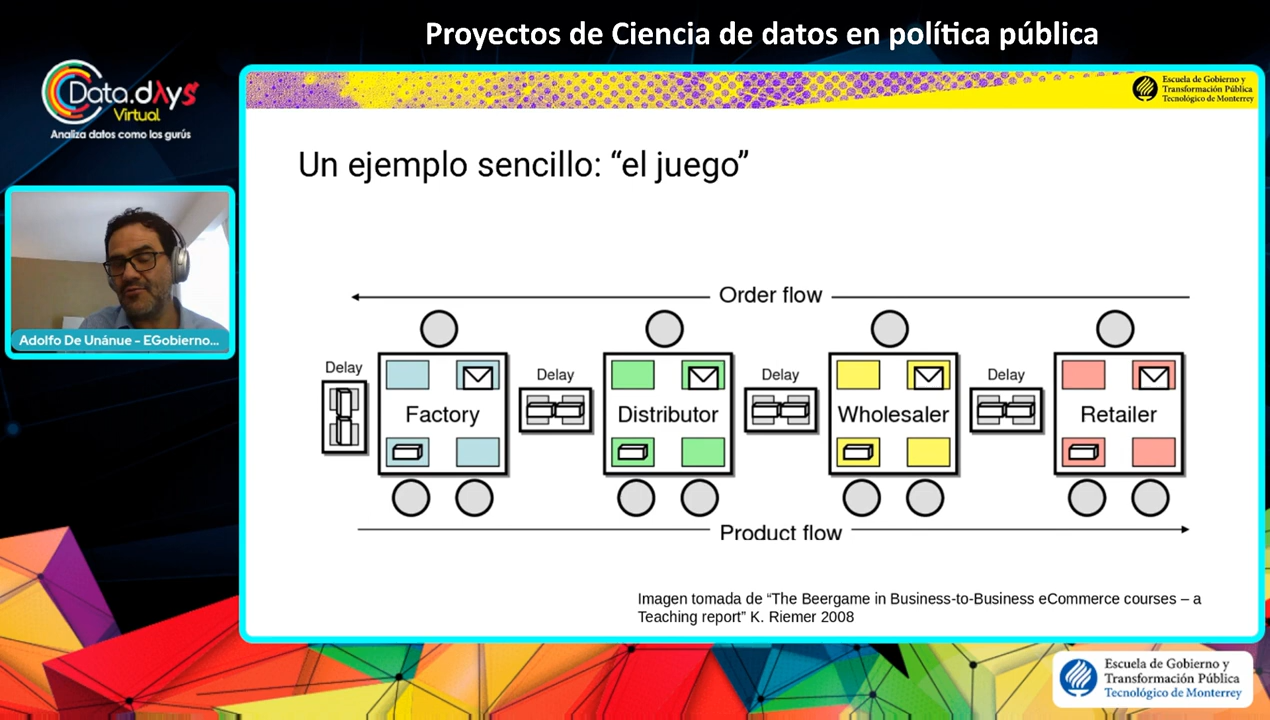 Proyectos de Ciencia de datos en política pública
Data.dAys
Virtual
Analiza datos como los gurús
Escuela de Gobierno y
Transformación Pública
Tecnológico de Monterrey
Un ejemplo sencillo: “el juego”
Adolfo De Unánue - EGobierno...
Order flow
Delay
Factory
Delay
Distributor
Delay
Wholesaler
Delay
Retailer
Product flow
Imagen tomada de “The Beergame in Business-to-Business eCommerce courses – a
Teaching report” K. Riemer 2008
Escuela de Gobierno y
Transformación Pública
Tecnológico de Monterrey